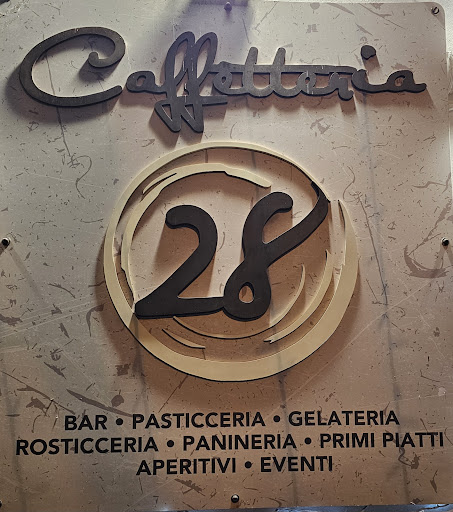 Caffetteria
28
BAR • PASTICCERIA • GELATERIA
ROSTICCERIA • PANINERIA • PRIMI PIATTI
APERITIVI • EVENTI